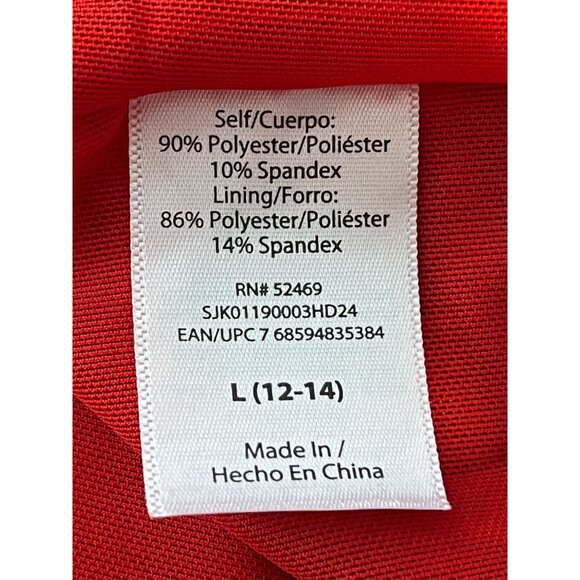 Self/Cuerpo:
90% Polyester/Poliéster
10% Spandex
Lining/Forro:
86% Polyester/Poliéster
14% Spandex
RN# 52469
SJK01190003HD24
EAN/UPC 7 68594835384
L (12-14)
Made In /
Hecho En China